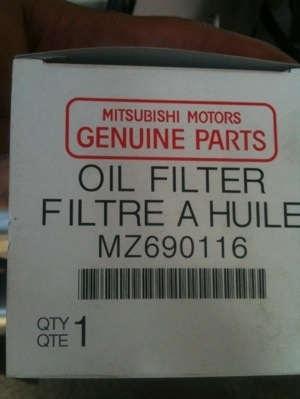 MITSUBISHI MOTORS
GENUINE PARTS
OIL FILTER
FILTRE A HUILE
MZ690116
QTY 1
QTE